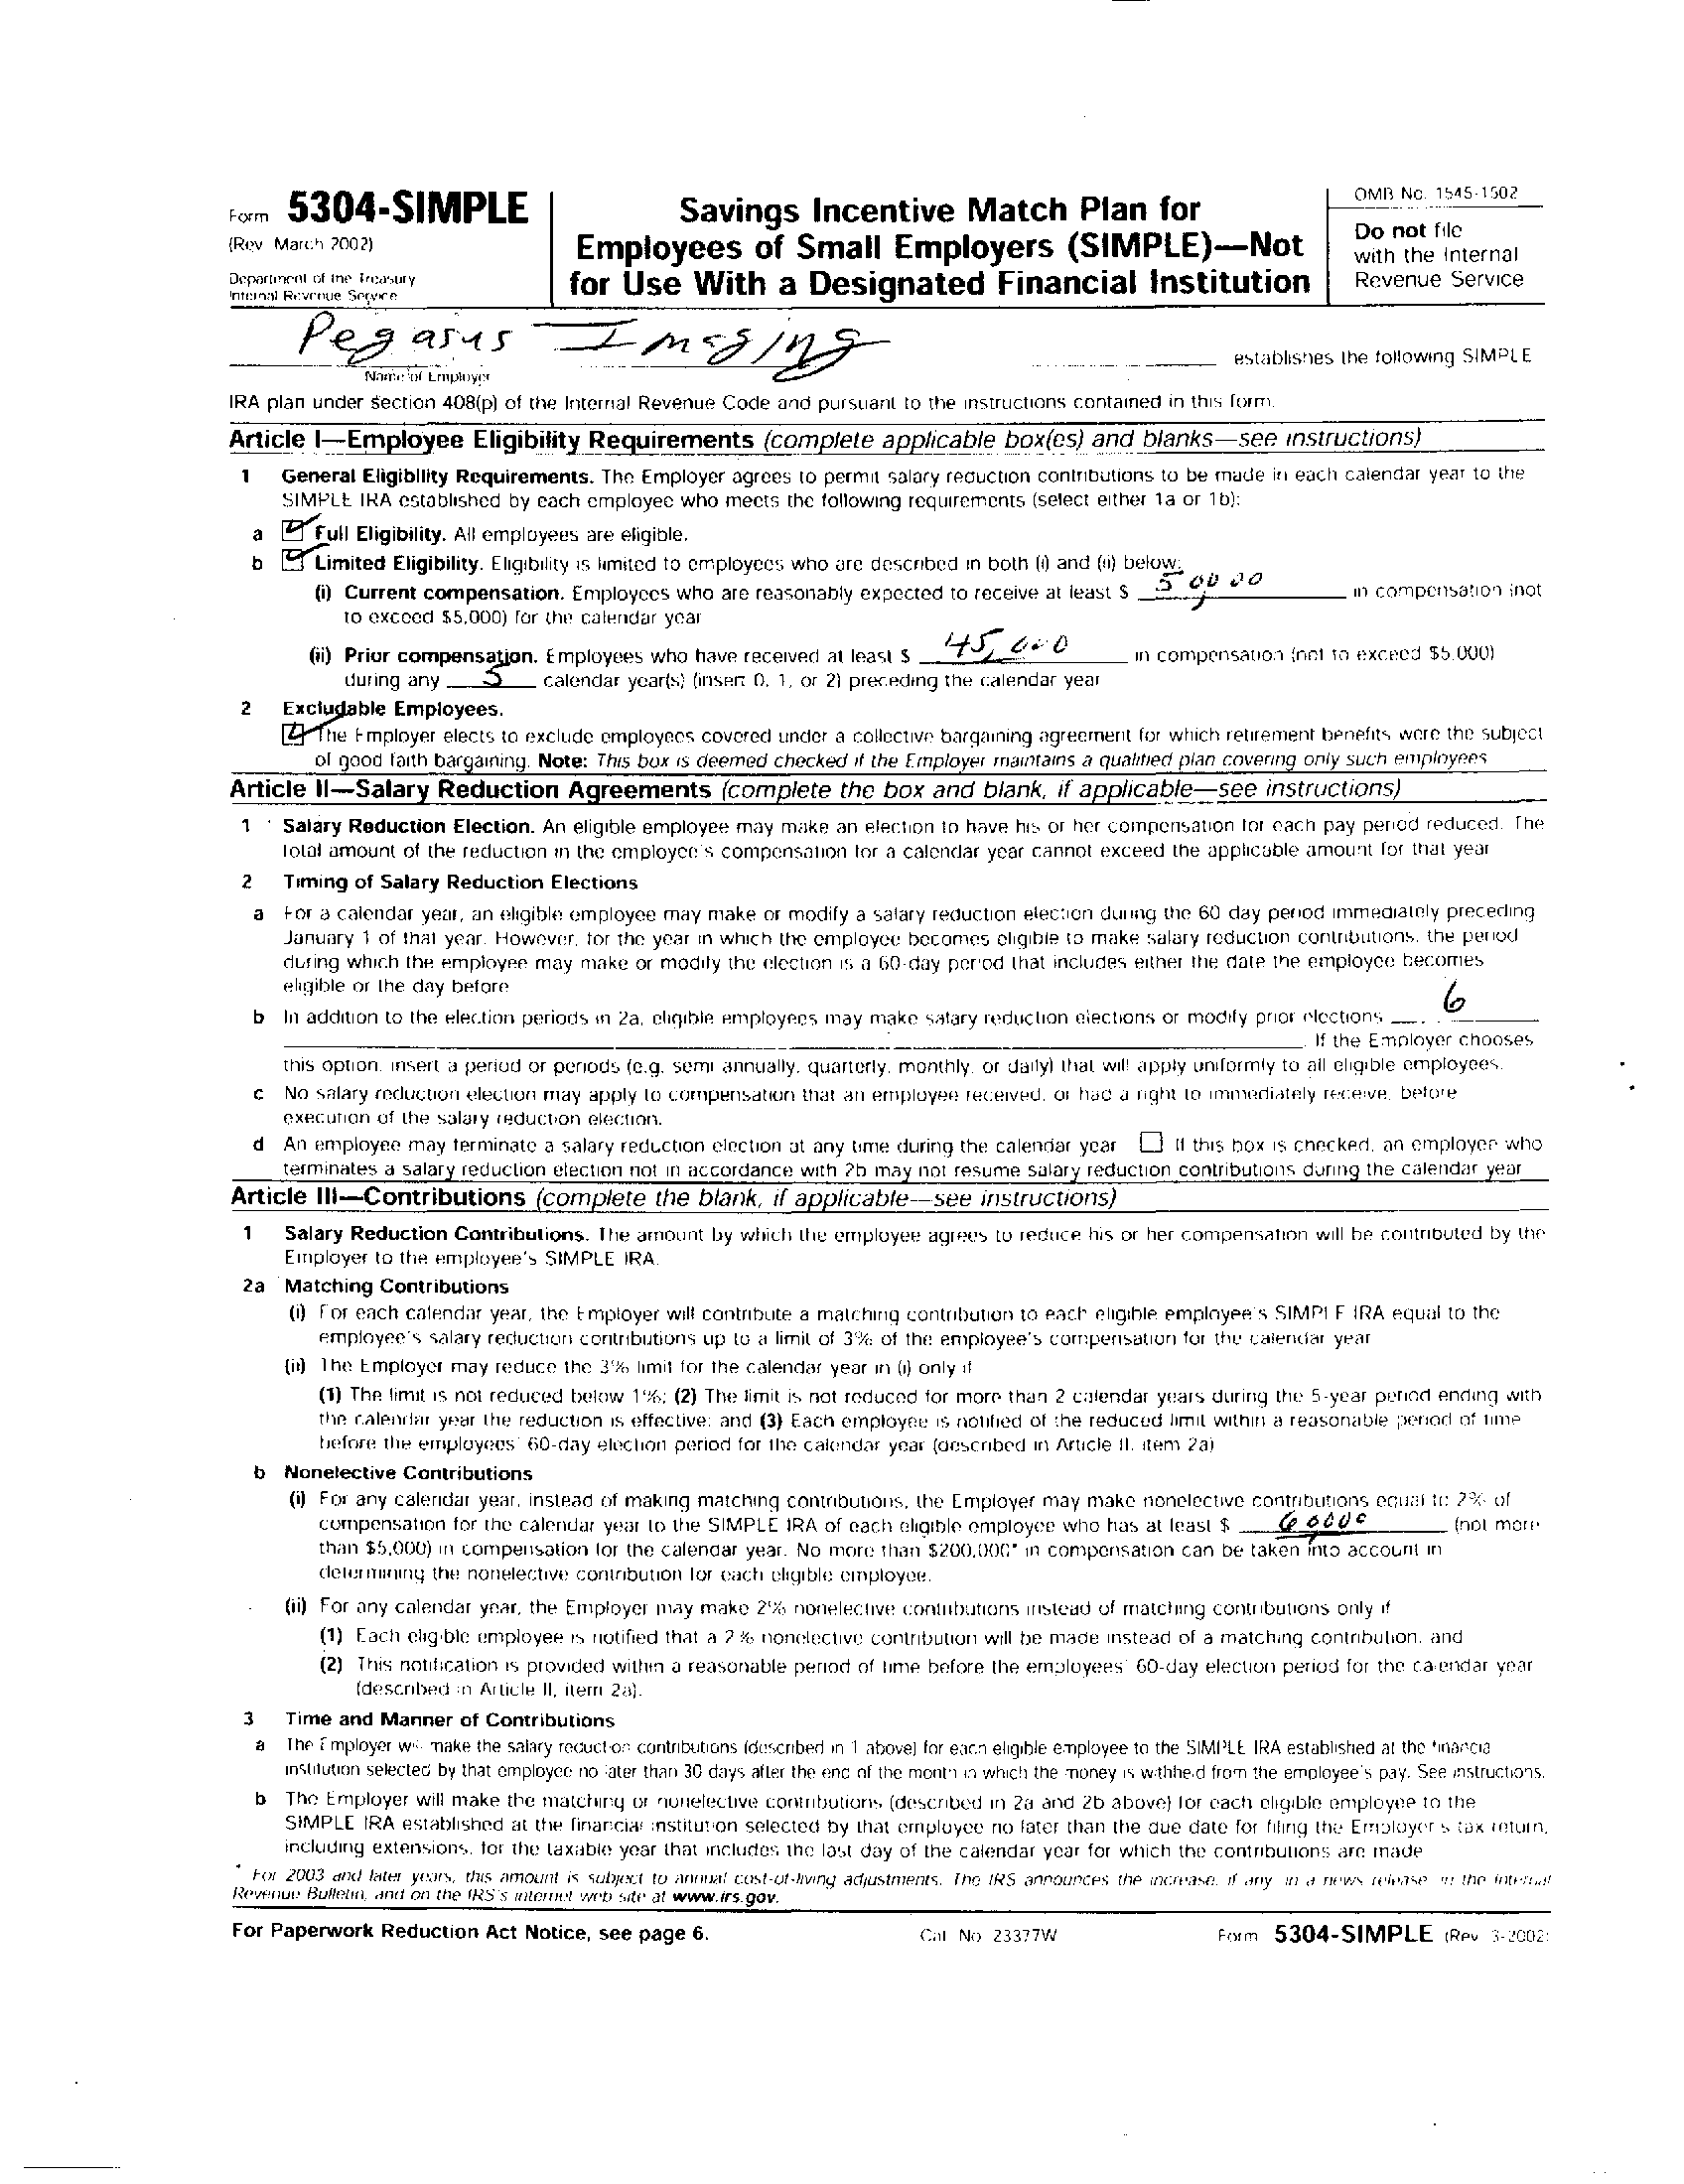 Form 5304-SIMPLE
(Rev. March 2002)
Department of the Treasury
Internal Revenue Service
Savings Incentive Match Plan for
Employees of Small Employers (SIMPLE)—Not
for Use With a Designated Financial Institution
OMB No. 1545-1502
Do not file
with the Internal
Revenue Service
Pegasus Imaging establishes the following SIMPLE
Name of Employer
IRA plan under Section 408(p) of the Internal Revenue Code and pursuant to the instructions contained in this form.
Article I—Employee Eligibility Requirements (complete applicable box(es) and blanks—see instructions)
1 General Eligibility Requirements. The Employer agrees to permit salary reduction contributions to be made in each calendar year to the
SIMPLE IRA established by each employee who meets the following requirements (select either 1a or 1b):
a Full Eligibility. All employees are eligible.
b Limited Eligibility. Eligibility is limited to employees who are described in both (i) and (ii) below:
(i) Current compensation. Employees who are reasonably expected to receive at least $ in compensation (not
to exceed $5,000) for the calendar year
(ii) Prior compensation. Employees who have received at least $ 45,000 in compensation (not to exceed $5,000)
during any 5 calendar year(s) (insert 0, 1, or 2) preceding the calendar year
2 Excludable Employees.
The Employer elects to exclude employees covered under a collective bargaining agreement for which retirement benefits were the subject
of good faith bargaining. Note: This box is deemed checked if the Employer maintains a qualified plan covering only such employees
Article II—Salary Reduction Agreements (complete the box and blank, if applicable—see instructions)
1 Salary Reduction Election. An eligible employee may make an election to have his or her compensation for each pay period reduced. The
total amount of the reduction in the employee's compensation for a calendar year cannot exceed the applicable amount for that year
2 Timing of Salary Reduction Elections
a For a calendar year, an eligible employee may make or modify a salary reduction election during the 60 day period immediately preceding
January 1 of that year. However, for the year in which the employee becomes eligible to make salary reduction contributions, the period
during which the employee may make or modify the election is a 60-day period that includes either the date the employee becomes
eligible or the day before
b In addition to the election periods in 2a, eligible employees may make salary reduction elections or modify prior elections 6
If the Employer chooses
this option, insert a period or periods (e.g. semi annually, quarterly, monthly, or daily) that will apply uniformly to all eligible employees.
c No salary reduction election may apply to compensation that an employee received, or had a right to immediately receive, before
execution of the salary reduction election.
d An employee may terminate a salary reduction election at any time during the calendar year If this box is checked, an employee who
terminates a salary reduction election not in accordance with 2b may not resume salary reduction contributions during the calendar year
Article III—Contributions (complete the blank, if applicable—see instructions)
1 Salary Reduction Contributions. The amount by which the employee agrees to reduce his or her compensation will be contributed by the
Employer to the employee's SIMPLE IRA.
2a Matching Contributions
(i) For each calendar year, the Employer will contribute a matching contribution to each eligible employee's SIMPLE IRA equal to the
employee's salary reduction contributions up to a limit of 3% of the employee's compensation for the calendar year
(ii) The Employer may reduce the 3% limit for the calendar year in (i) only if
(1) The limit is not reduced below 1%; (2) The limit is not reduced for more than 2 calendar years during the 5-year period ending with
the calendar year the reduction is effective; and (3) Each employee is notified of the reduced limit within a reasonable period of time
before the employees' 60-day election period for the calendar year (described in Article II, item 2a)
b Nonelective Contributions
(i) For any calendar year, instead of making matching contributions, the Employer may make nonelective contributions equal to 2% of
compensation for the calendar year to the SIMPLE IRA of each eligible employee who has at least $ (not more
than $5,000) in compensation for the calendar year. No more than $200,000* in compensation can be taken into account in
determining the nonelective contribution for each eligible employee.
(ii) For any calendar year, the Employer may make 2% nonelective contributions instead of matching contributions only if
(1) Each eligible employee is notified that a 2% nonelective contribution will be made instead of a matching contribution, and
(2) This notification is provided within a reasonable period of time before the employees' 60-day election period for the calendar year
(described in Article II, item 2a).
3 Time and Manner of Contributions
a The Employer will make the salary reduction contributions (described in 1 above) for each eligible employee to the SIMPLE IRA established at the financial
institution selected by that employee no later than 30 days after the end of the month in which the money is withheld from the employee's pay. See instructions.
b The Employer will make the matching or nonelective contributions (described in 2a and 2b above) for each eligible employee to the
SIMPLE IRA established at the financial institution selected by that employee no later than the due date for filing the Employer's tax return,
including extensions, for the taxable year that includes the last day of the calendar year for which the contributions are made
* For 2003 and later years, this amount is subject to annual cost-of-living adjustments. The IRS announces the increase, if any in a news release in the Internal
Revenue Bulletin, and on the IRS's internet web site at www.irs.gov.
For Paperwork Reduction Act Notice, see page 6. Cat. No 23377W Form 5304-SIMPLE (Rev. 3-2002)